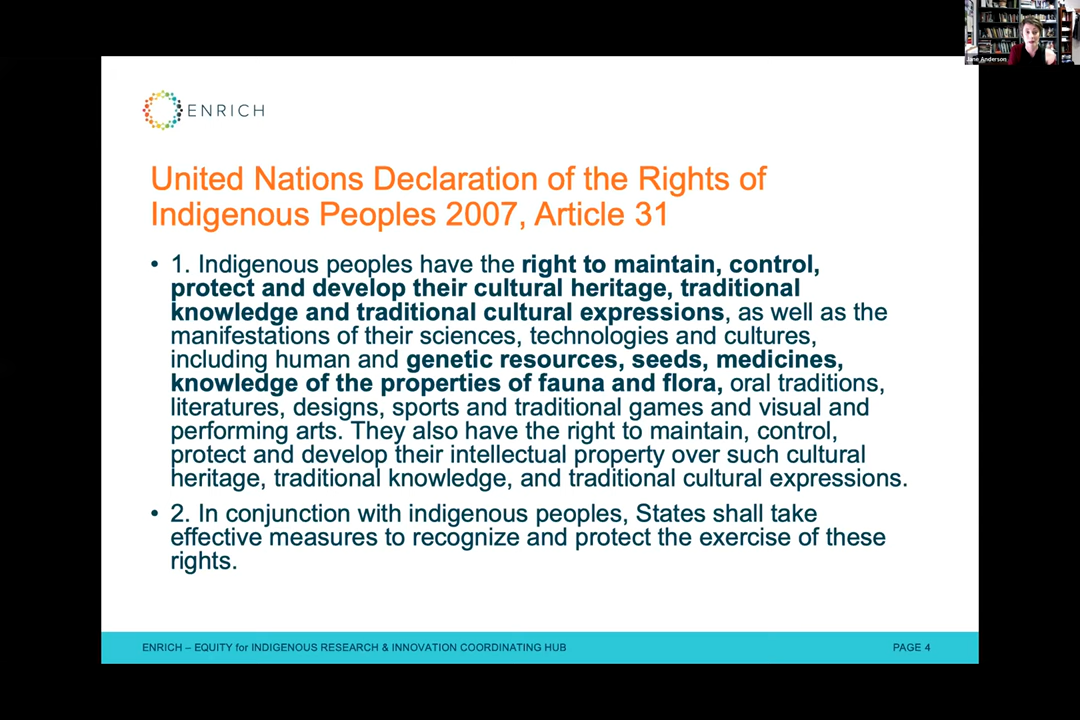 Jane Anderson
ENRICH
United Nations Declaration of the Rights of
Indigenous Peoples 2007, Article 31
• 1. Indigenous peoples have the right to maintain, control,
protect and develop their cultural heritage, traditional
knowledge and traditional cultural expressions, as well as the
manifestations of their sciences, technologies and cultures,
including human and genetic resources, seeds, medicines,
knowledge of the properties of fauna and flora, oral traditions,
literatures, designs, sports and traditional games and visual and
performing arts. They also have the right to maintain, control,
protect and develop their intellectual property over such cultural
heritage, traditional knowledge, and traditional cultural expressions.
• 2. In conjunction with indigenous peoples, States shall take
effective measures to recognize and protect the exercise of these
rights.
ENRICH – EQUITY for INDIGENOUS RESEARCH & INNOVATION COORDINATING HUB
PAGE 4